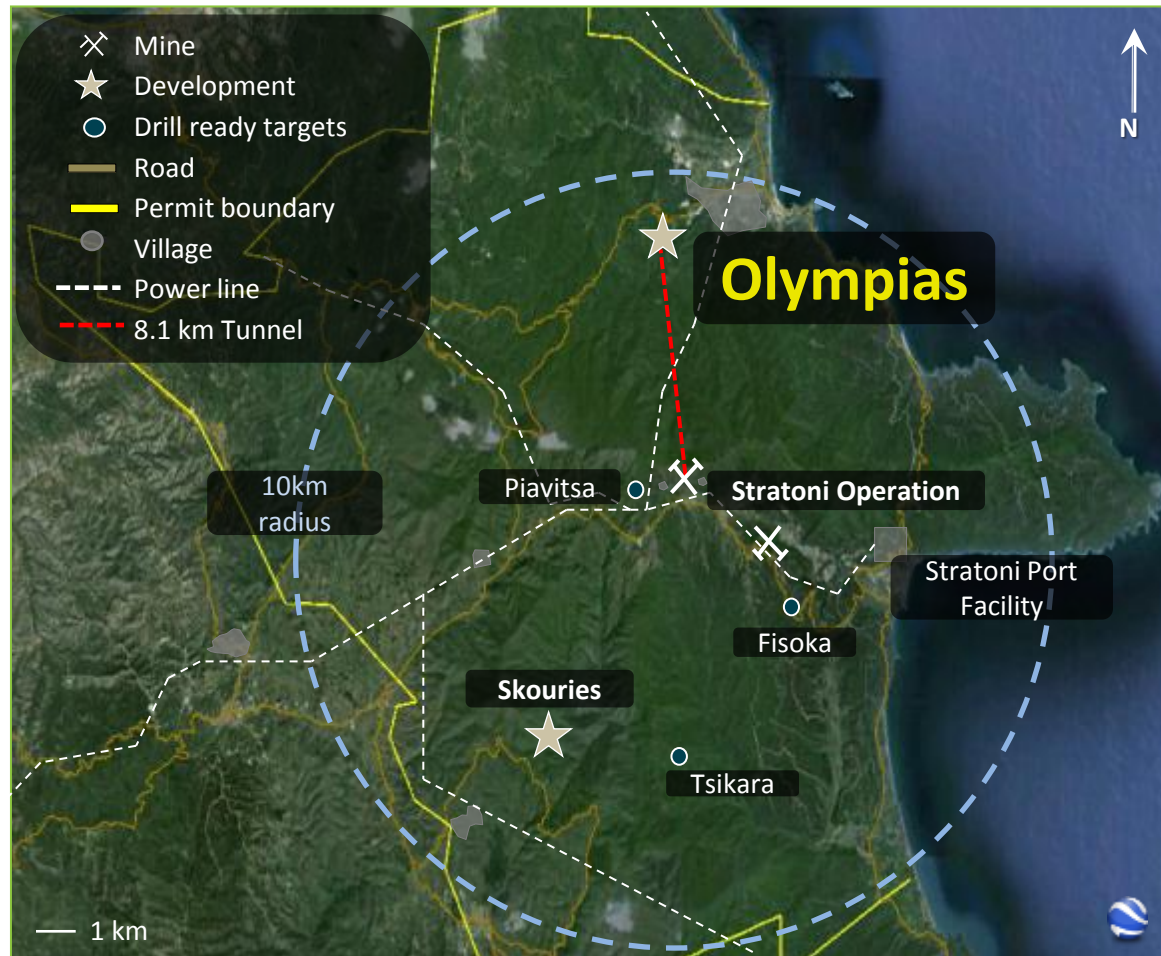 Mine
Development
Drill ready targets
Road
Permit boundary
Village
Power line
8.1 km Tunnel
N
Olympias
10km
radius
Piavitsa
Stratoni Operation
Stratoni Port
Facility
Fisoka
Skouries
Tsikara
1 km